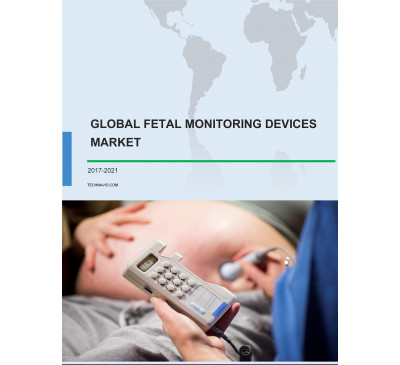 GLOBAL FETAL MONITORING DEVICES
MARKET
2017-2021
TECHNAVIO.COM